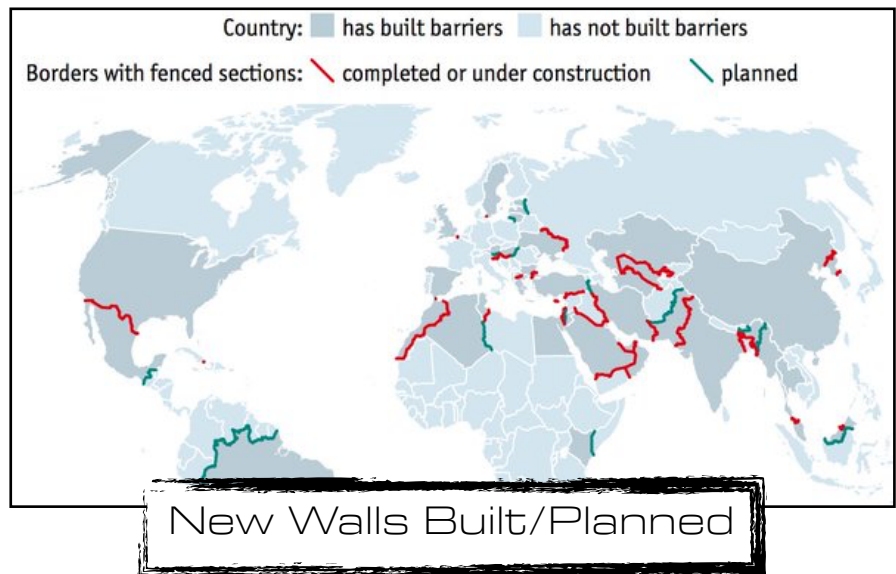 Country: has built barriers has not built barriers
Borders with fenced sections: completed or under construction planned
New Walls Built/Planned